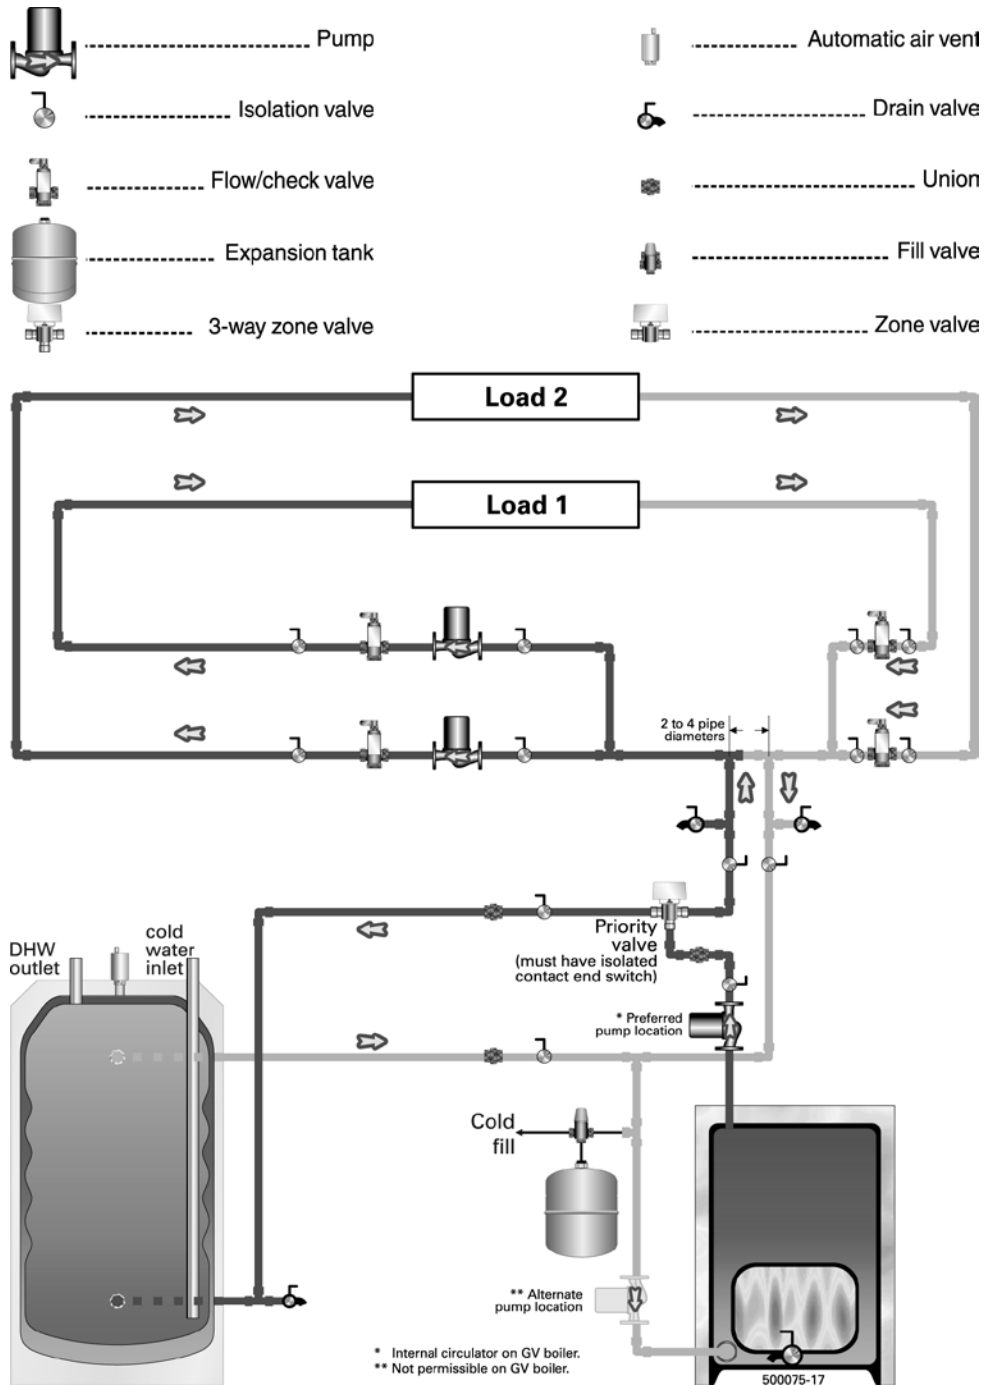 Pump
Automatic air vent
Isolation valve
Drain valve
Flow/check valve
Union
Expansion tank
Fill valve
3-way zone valve
Zone valve
Load 2
Load 1
2 to 4 pipe
diameters
Priority
valve
(must have isolated
contact end switch)
DHW
outlet
cold
water
inlet
* Preferred
pump location
Cold
fill
** Alternate
pump location
* Internal circulator on GV boiler.
** Not permissible on GV boiler.
500075-17